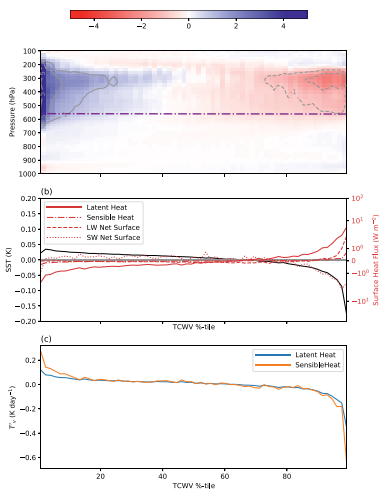 −4 −2 0 2 4
100
200
300
400
500
600
700
800
900
1000
Pressure (hPa)
(b)
0.20
0.15
0.10
0.05
0.00
−0.05
−0.10
−0.15
−0.20
SST (K)
Latent Heat
Sensible Heat
LW Net Surface
SW Net Surface
10²
10¹
10⁰
0
−10⁰
−10¹
Surface Heat Flux (W m⁻²)
TCWV %-tile
(c)
0.2
0.0
−0.2
−0.4
−0.6
Latent Heat
SensibleHeat
20 40 60 80
TCWV %-tile